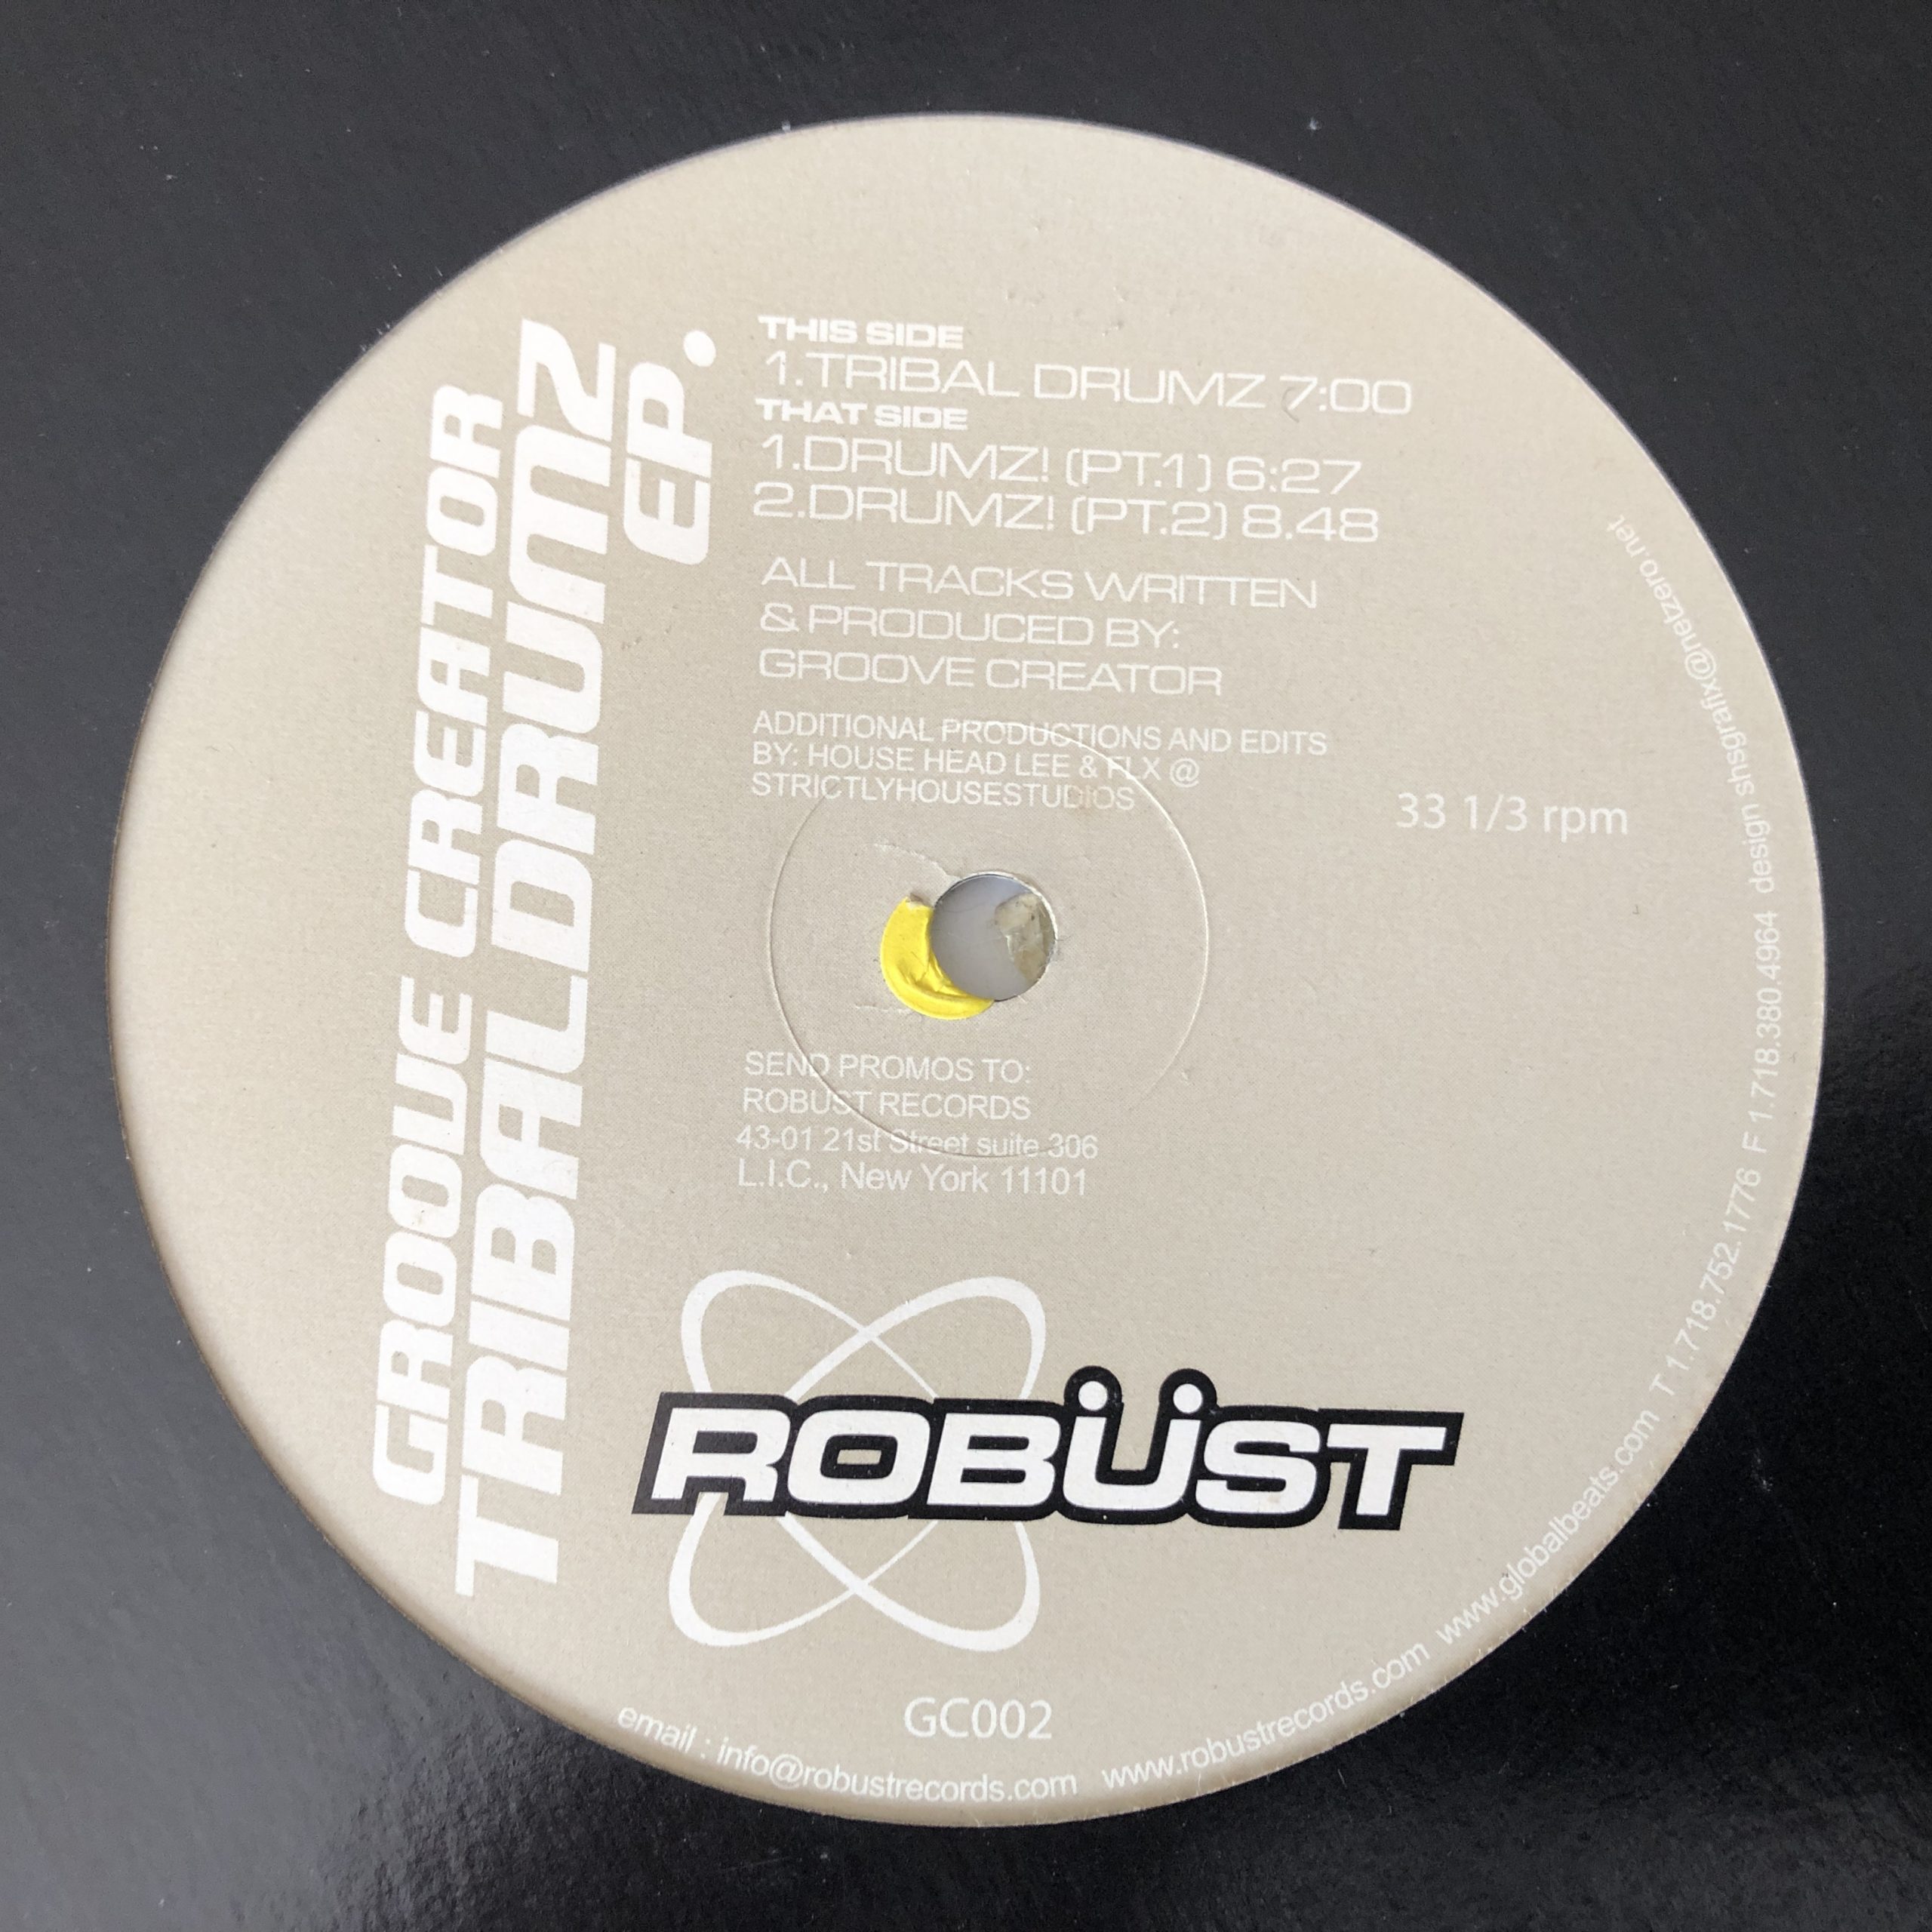 GROOVE CREATOR
TRIBAL DRUMZ
EP.
THIS SIDE
1.TRIBAL DRUMZ 7:00
THAT SIDE
1.DRUMZ! (PT.1) 6:27
2.DRUMZ! (PT.2) 8.48
ALL TRACKS WRITTEN
& PRODUCED BY:
GROOVE CREATOR
ADDITIONAL PRODUCTIONS AND EDITS
BY: HOUSE HEAD LEE & FLX @
STRICTLYHOUSESTUDIOS
33 1/3 rpm
SEND PROMOS TO:
ROBUST RECORDS
43-01 21st Street suite 306
L.I.C., New York 11101
ROBÜST
GC002
email : info@robustrecords.com www.robustrecords.com www.globalbeats.com T 1.718.752.1776 F 1.718.380.4964 design shsgrafix@netzero.net